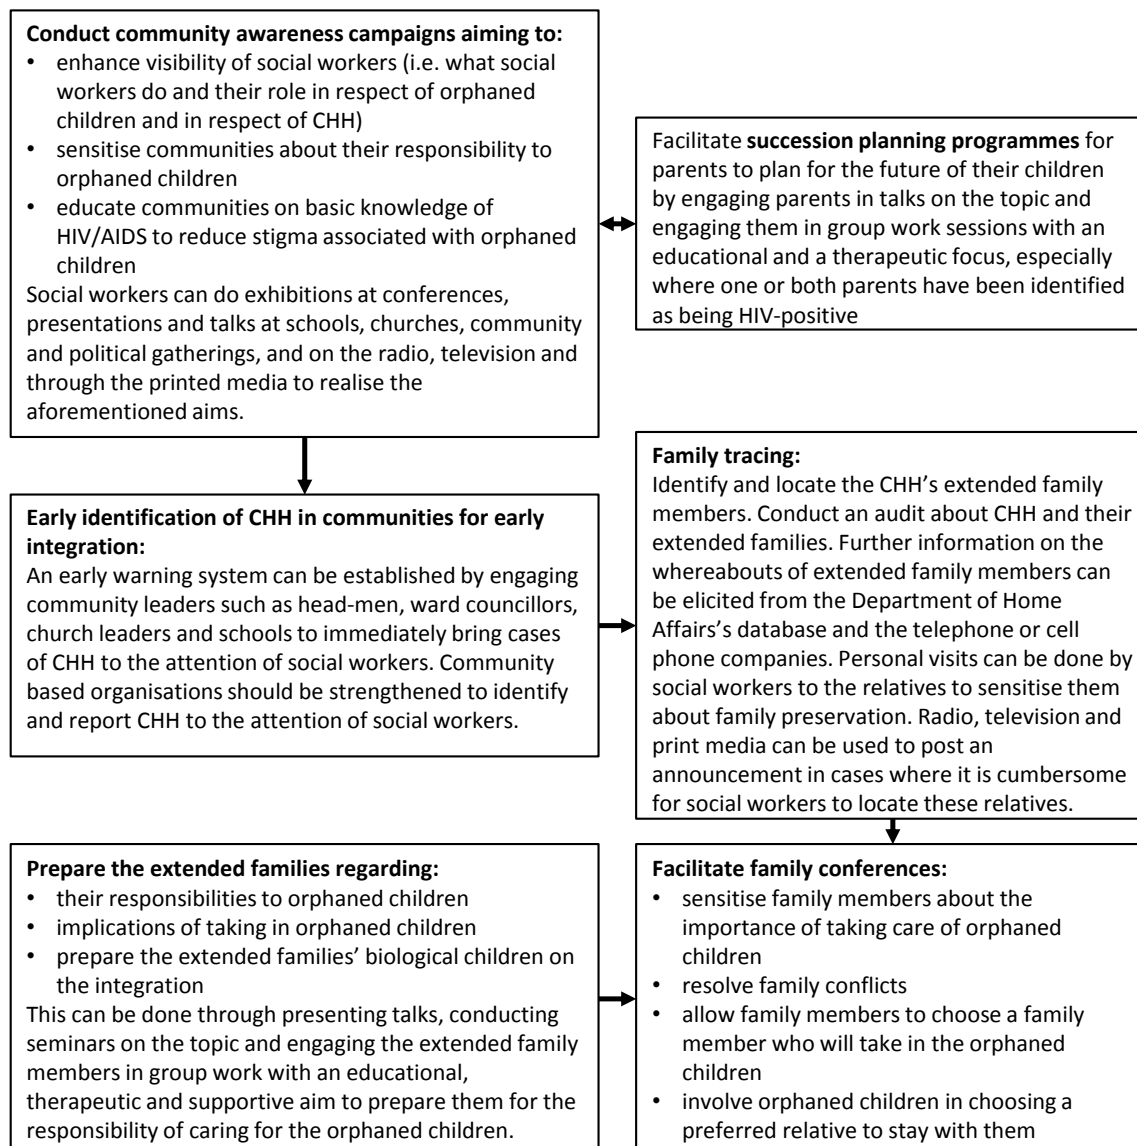 Conduct community awareness campaigns aiming to:
• enhance visibility of social workers (i.e. what social
workers do and their role in respect of orphaned
children and in respect of CHH)
• sensitise communities about their responsibility to
orphaned children
• educate communities on basic knowledge of
HIV/AIDS to reduce stigma associated with orphaned
children
Social workers can do exhibitions at conferences,
presentations and talks at schools, churches, community
and political gatherings, and on the radio, television and
through the printed media to realise the
aforementioned aims.
Facilitate succession planning programmes for
parents to plan for the future of their children
by engaging parents in talks on the topic and
engaging them in group work sessions with an
educational and a therapeutic focus, especially
where one or both parents have been identified
as being HIV-positive
Early identification of CHH in communities for early
integration:
An early warning system can be established by engaging
community leaders such as head-men, ward councillors,
church leaders and schools to immediately bring cases
of CHH to the attention of social workers. Community
based organisations should be strengthened to identify
and report CHH to the attention of social workers.
Family tracing:
Identify and locate the CHH's extended family
members. Conduct an audit about CHH and their
extended families. Further information on the
whereabouts of extended family members can
be elicited from the Department of Home
Affairs's database and the telephone or cell
phone companies. Personal visits can be done by
social workers to the relatives to sensitise them
about family preservation. Radio, television and
print media can be used to post an
announcement in cases where it is cumbersome
for social workers to locate these relatives.
Prepare the extended families regarding:
• their responsibilities to orphaned children
• implications of taking in orphaned children
• prepare the extended families' biological children on
the integration
This can be done through presenting talks, conducting
seminars on the topic and engaging the extended family
members in group work with an educational,
therapeutic and supportive aim to prepare them for the
responsibility of caring for the orphaned children.
Facilitate family conferences:
• sensitise family members about the
importance of taking care of orphaned
children
• resolve family conflicts
• allow family members to choose a family
member who will take in the orphaned
children
• involve orphaned children in choosing a
preferred relative to stay with them